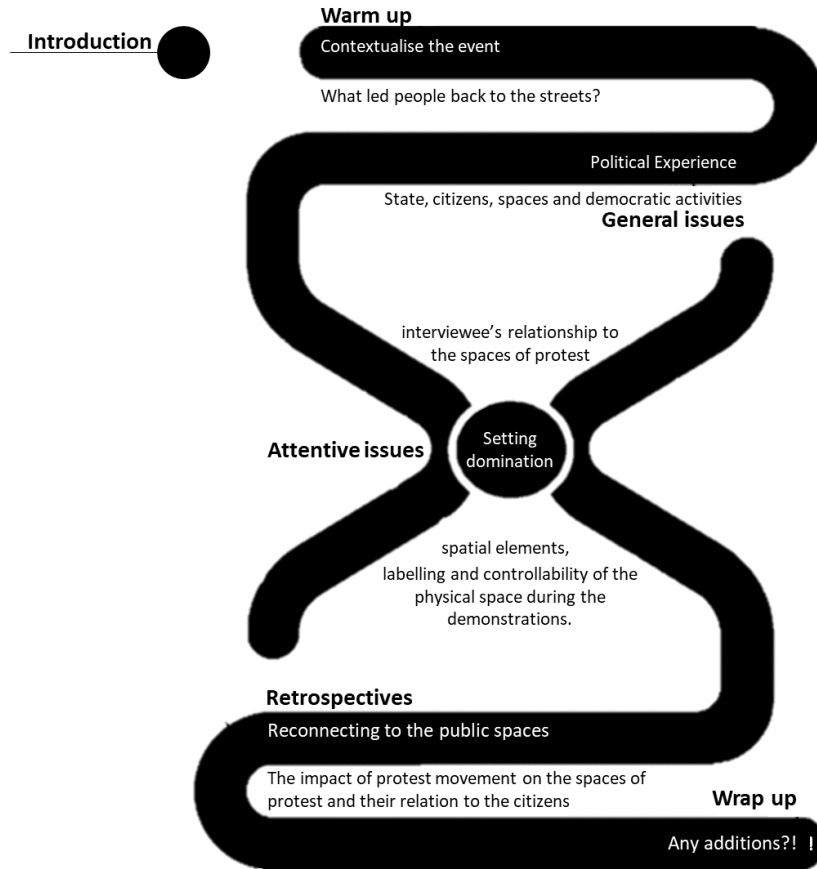 Introduction
Warm up
Contextualise the event
What led people back to the streets?
Political Experience
State, citizens, spaces and democratic activities
General issues
interviewee's relationship to
the spaces of protest
Attentive issues
Setting
domination
spatial elements,
labelling and controllability of the
physical space during the
demonstrations.
Retrospectives
Reconnecting to the public spaces
The impact of protest movement on the spaces of
protest and their relation to the citizens
Wrap up
Any additions?! !